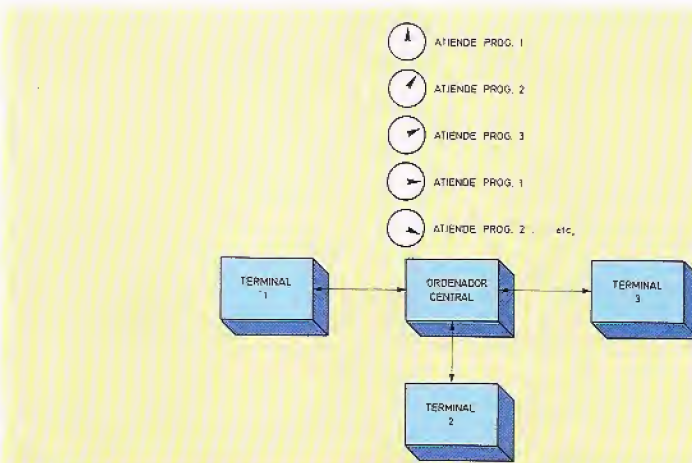 ATIENDE PROG. 1
ATIENDE PROG. 2
ATIENDE PROG. 3
ATIENDE PROG. 1
ATIENDE PROG. 2 . etc,
TERMINAL
1
ORDENADOR
CENTRAL
TERMINAL
3
TERMINAL
2